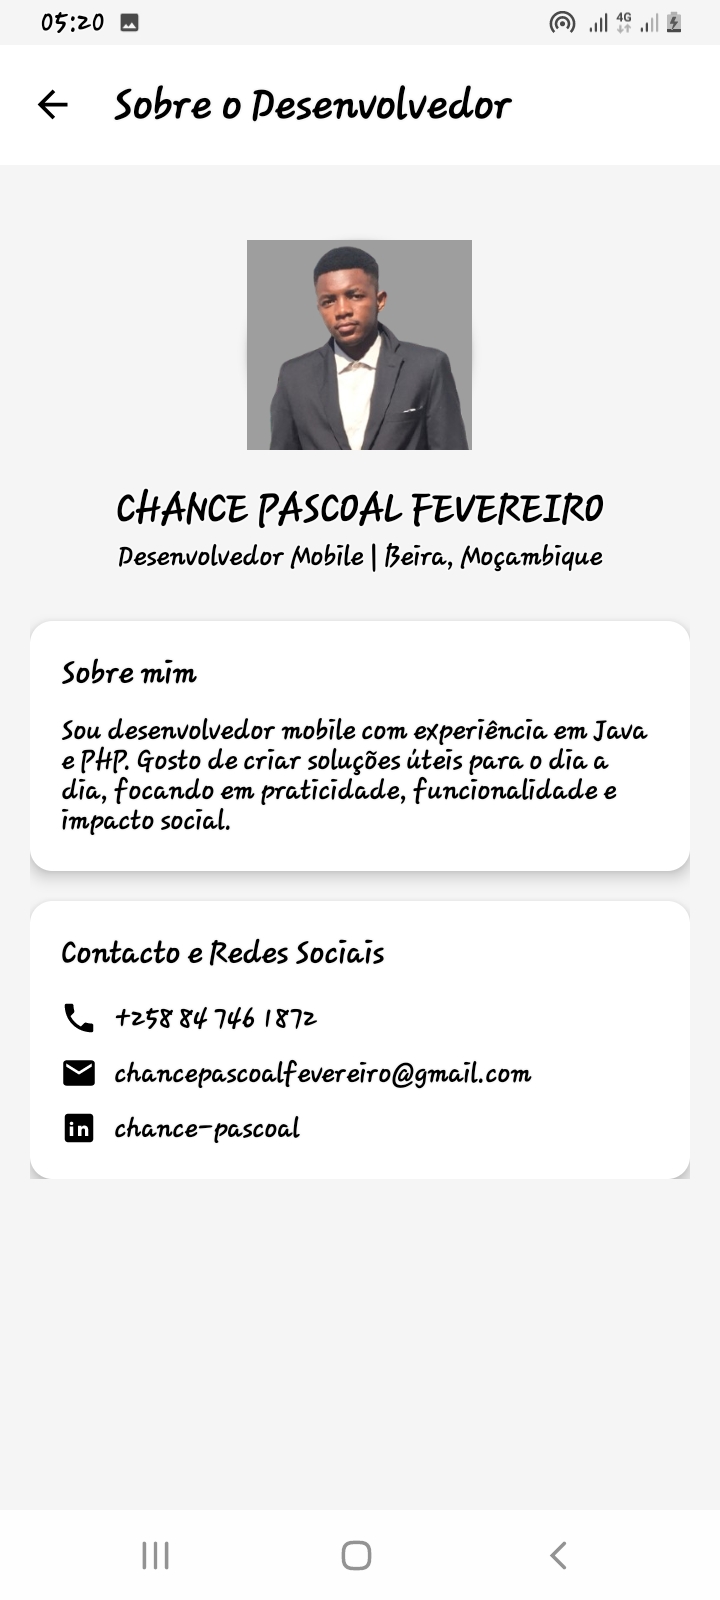 05:20
4G
Sobre o Desenvolvedor
CHANCE PASCOAL FEVEREIRO
Desenvolvedor Mobile | Beira, Moçambique
Sobre mim
Sou desenvolvedor mobile com experiência em Java
e PHP. Gosto de criar soluções úteis para o dia a
dia, focando em praticidade, funcionalidade e
impacto social.
Contacto e Redes Sociais
+258 84 746 1872
chancepascoalfevereiro@gmail.com
in
chance-pascoal